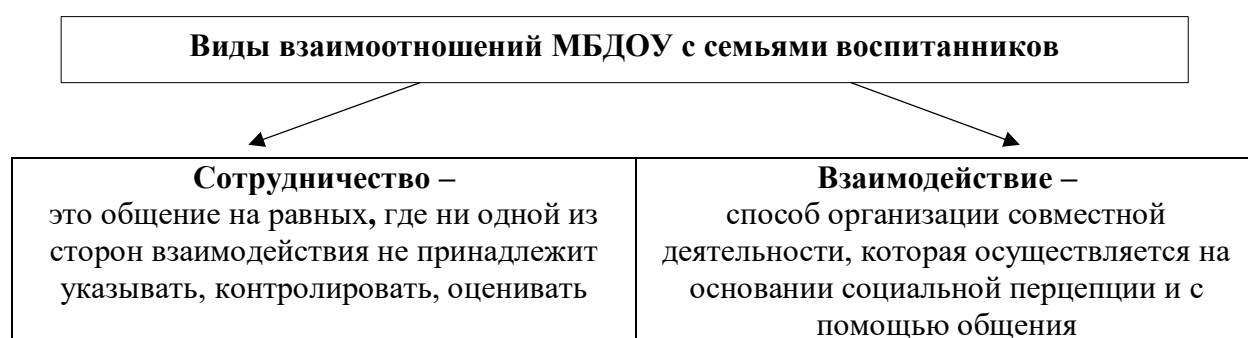 Виды взаимоотношений МБДОУ с семьями воспитанников
Сотрудничество –
это общение на равных, где ни одной из
сторон взаимодействия не принадлежит
указывать, контролировать, оценивать
Взаимодействие –
способ организации совместной
деятельности, которая осуществляется на
основании социальной перцепции и с
помощью общения